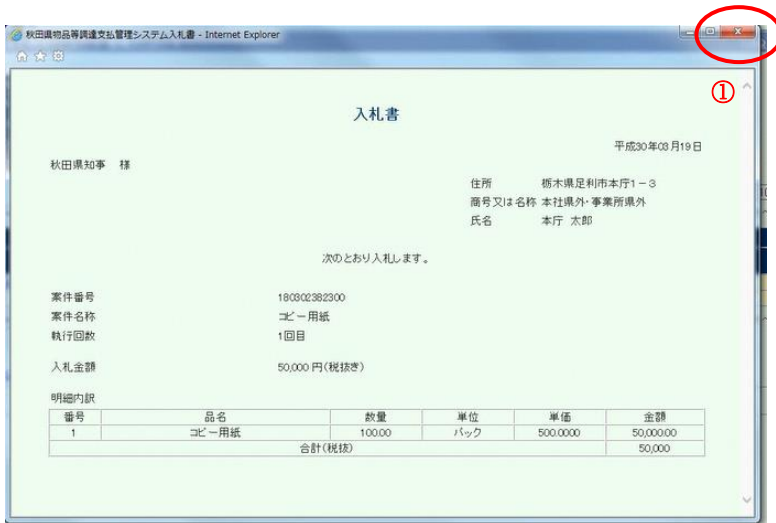 秋田県物品等調達支払管理システム入札書 - Internet Explorer
①
入札書
平成30年03月19日
秋田県知事 様
住所 栃木県足利市本庁1-3
商号又は名称 本社県外・事業所県外
氏名 本庁 太郎
次のとおり入札します。
案件番号 180302382300
案件名称 コピー用紙
執行回数 1回目
入札金額 50,000 円(税抜き)
明細内訳
番号 品名 数量 単位 単価 金額
1 コピー用紙 100.00 パック 500.0000 50,000.00
合計(税抜) 50,000